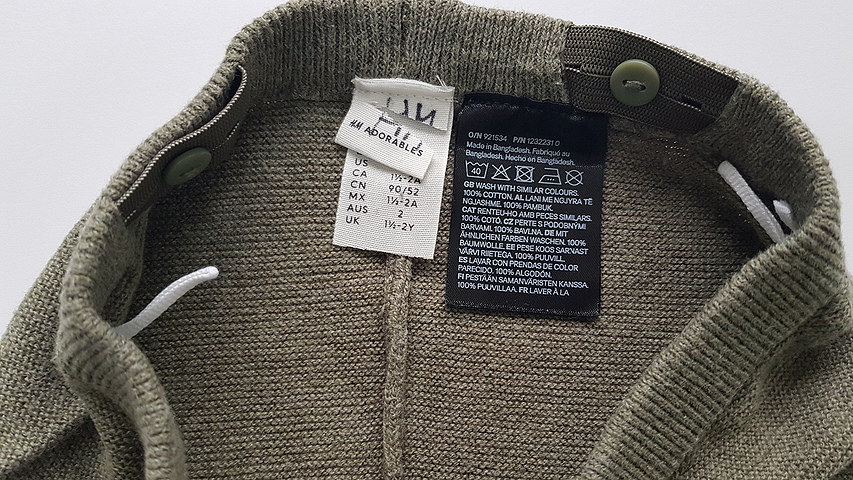 H&M ADORABLES
US
CA 1½-2A
CN 90/52
MX 1½-2A
AUS 2
UK 1½-2Y
O/N 921534 P/N 1232231 0
Made in Bangladesh. Fabriqué au
Bangladesh. Hecho en Bangladesh.
40
GB WASH WITH SIMILAR COLOURS.
100% COTTON. AL LANI ME NGJYRA TË
NGJASHME. 100% PAMBUK.
CAT RENTEU-HO AMB PECES SIMILARS.
100% COTÓ. CZ PERTE S PODOBNÝMI
BARVAMI. 100% BAVLNA. DE MIT
ÄHNLICHEN FARBEN WASCHEN. 100%
BAUMWOLLE. EE PESE KOOS SARNAST
VÄRVI RIIETEGA. 100% PUUVILL.
ES LAVAR CON PRENDAS DE COLOR
PARECIDO. 100% ALGODÓN.
FI PESTÄÄN SAMANVÄRISTEN KANSSA.
100% PUUVILLAA. FR LAVER À LA